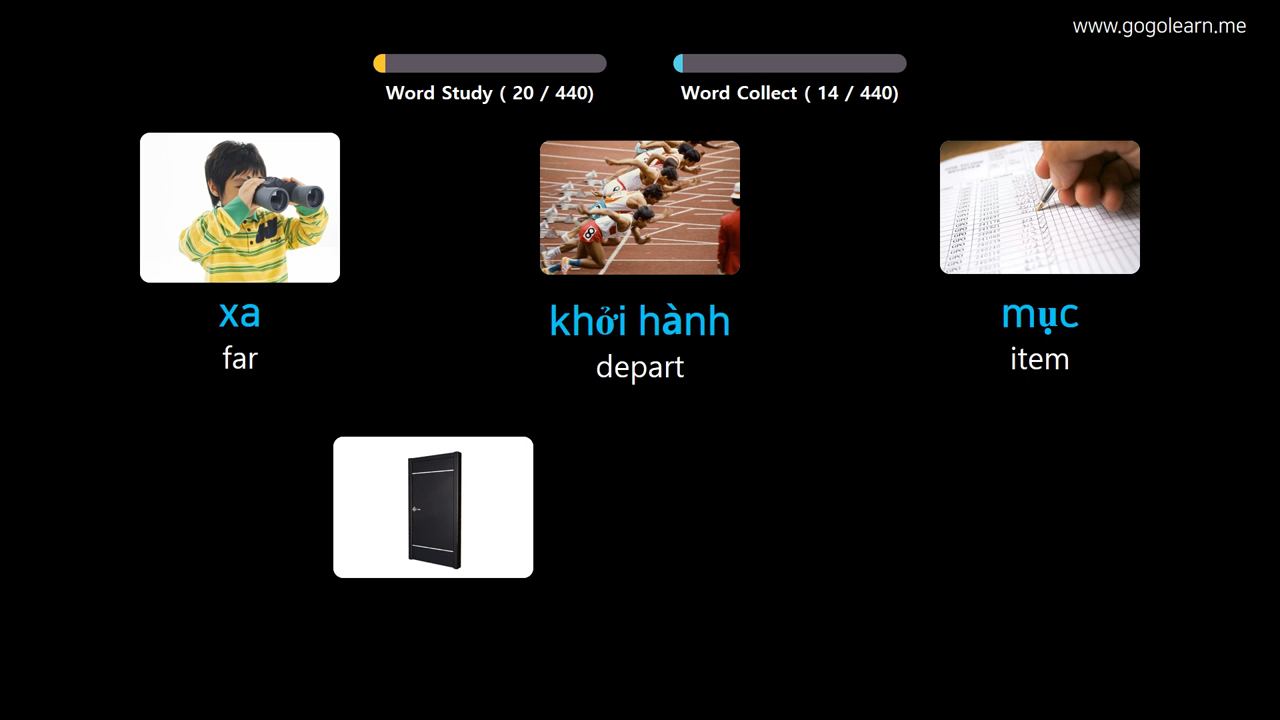 www.gogolearn.me
Word Study ( 20 / 440)
Word Collect ( 14 / 440)
xa
far
khởi hành
depart
mục
item